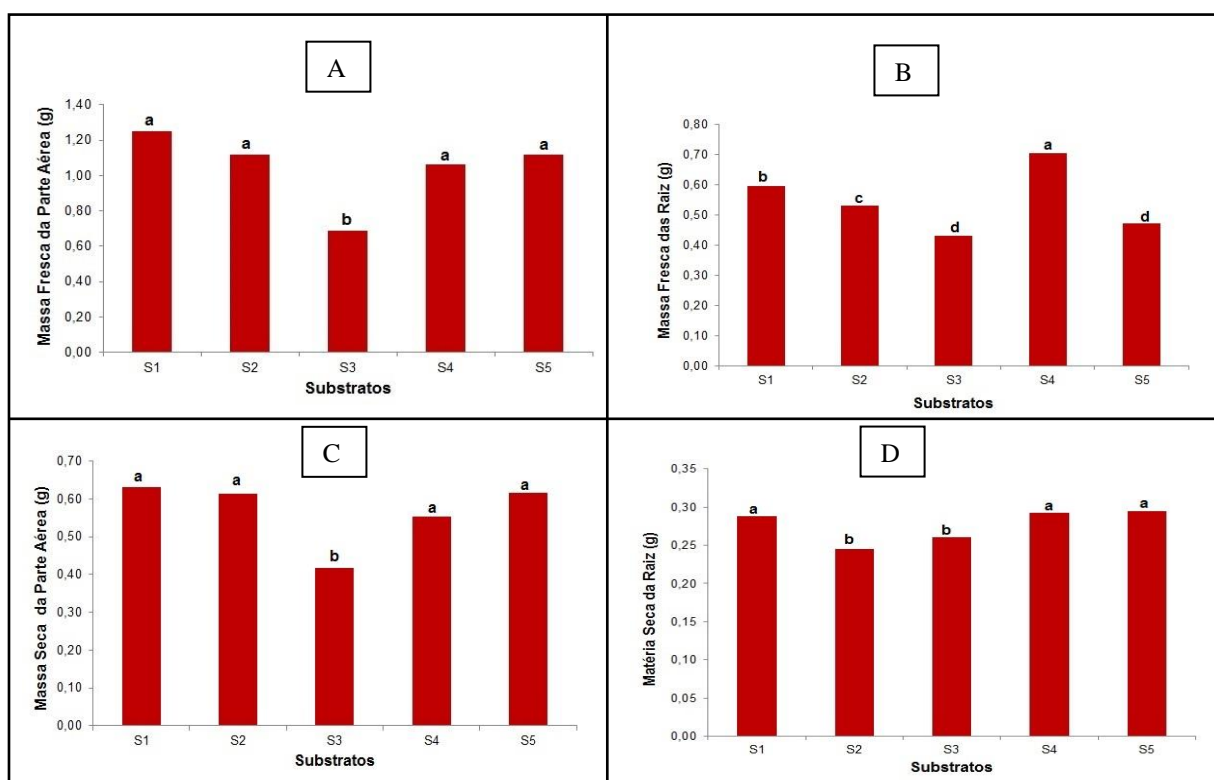 A
Massa Fresca da Parte Aérea (g)
1,40
1,20
1,00
0,80
0,60
0,40
0,20
0,00
a
a
b
a
a
S1 S2 S3 S4 S5
Substratos
B
Massa Fresca das Raiz (g)
0,80
0,70
0,60
0,50
0,40
0,30
0,20
0,10
0,00
b
c
d
a
d
S1 S2 S3 S4 S5
Substratos
C
Massa Seca da Parte Aérea (g)
0,70
0,60
0,50
0,40
0,30
0,20
0,10
0,00
a
a
b
a
a
S1 S2 S3 S4 S5
Substratos
D
Matéria Seca da Raiz (g)
0,35
0,30
0,25
0,20
0,15
0,10
0,05
0,00
a
b
b
a
a
S1 S2 S3 S4 S5
Substratos